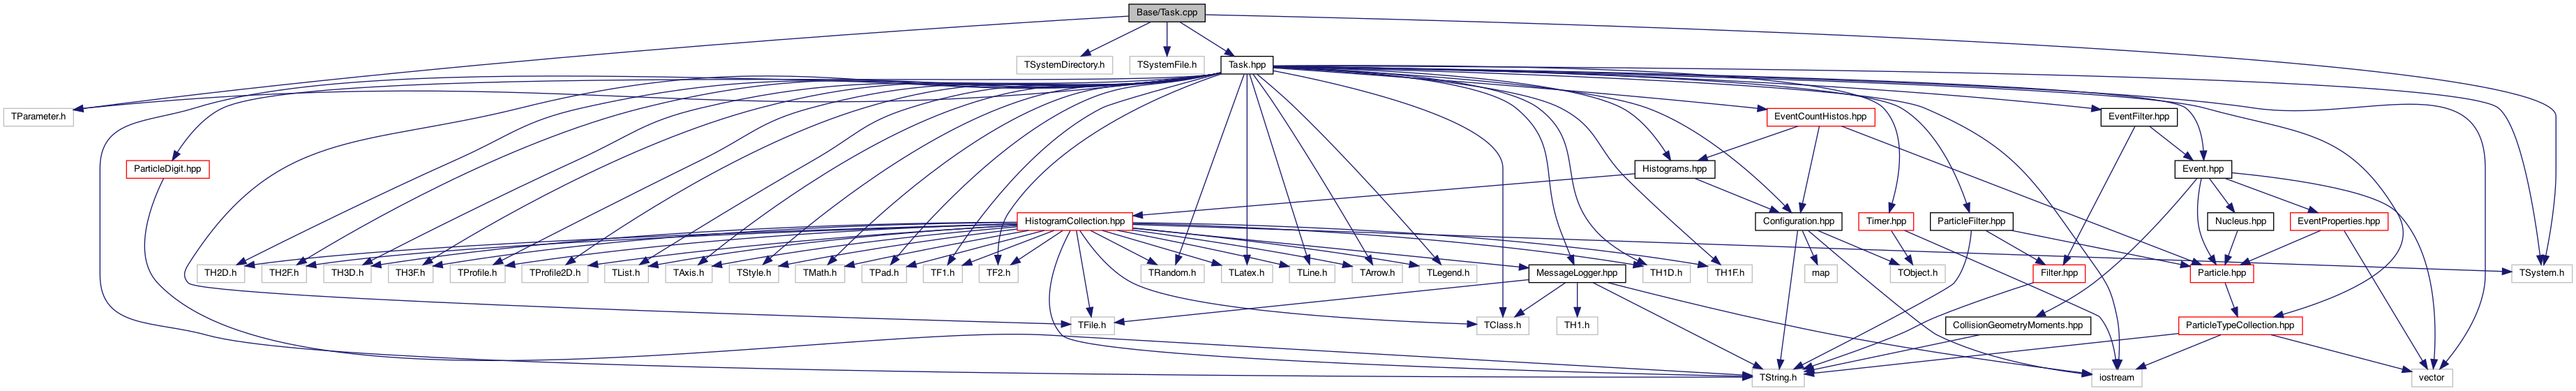 Base/Task.cpp
TSystemDirectory.h
TSystemFile.h
Task.hpp
TParameter.h
EventCountHistos.hpp
EventFilter.hpp
ParticleDigit.hpp
Histograms.hpp
Event.hpp
HistogramCollection.hpp
Configuration.hpp
Timer.hpp
ParticleFilter.hpp
Nucleus.hpp
EventProperties.hpp
TH2D.h
TH2F.h
TH3D.h
TH3F.h
TProfile.h
TProfile2D.h
TList.h
TAxis.h
TStyle.h
TMath.h
TPad.h
TF1.h
TF2.h
TRandom.h
TLatex.h
TLine.h
TArrow.h
TLegend.h
MessageLogger.hpp
TH1D.h
TH1F.h
map
TObject.h
Filter.hpp
Particle.hpp
TSystem.h
TFile.h
TClass.h
TH1.h
CollisionGeometryMoments.hpp
ParticleTypeCollection.hpp
TString.h
iostream
vector